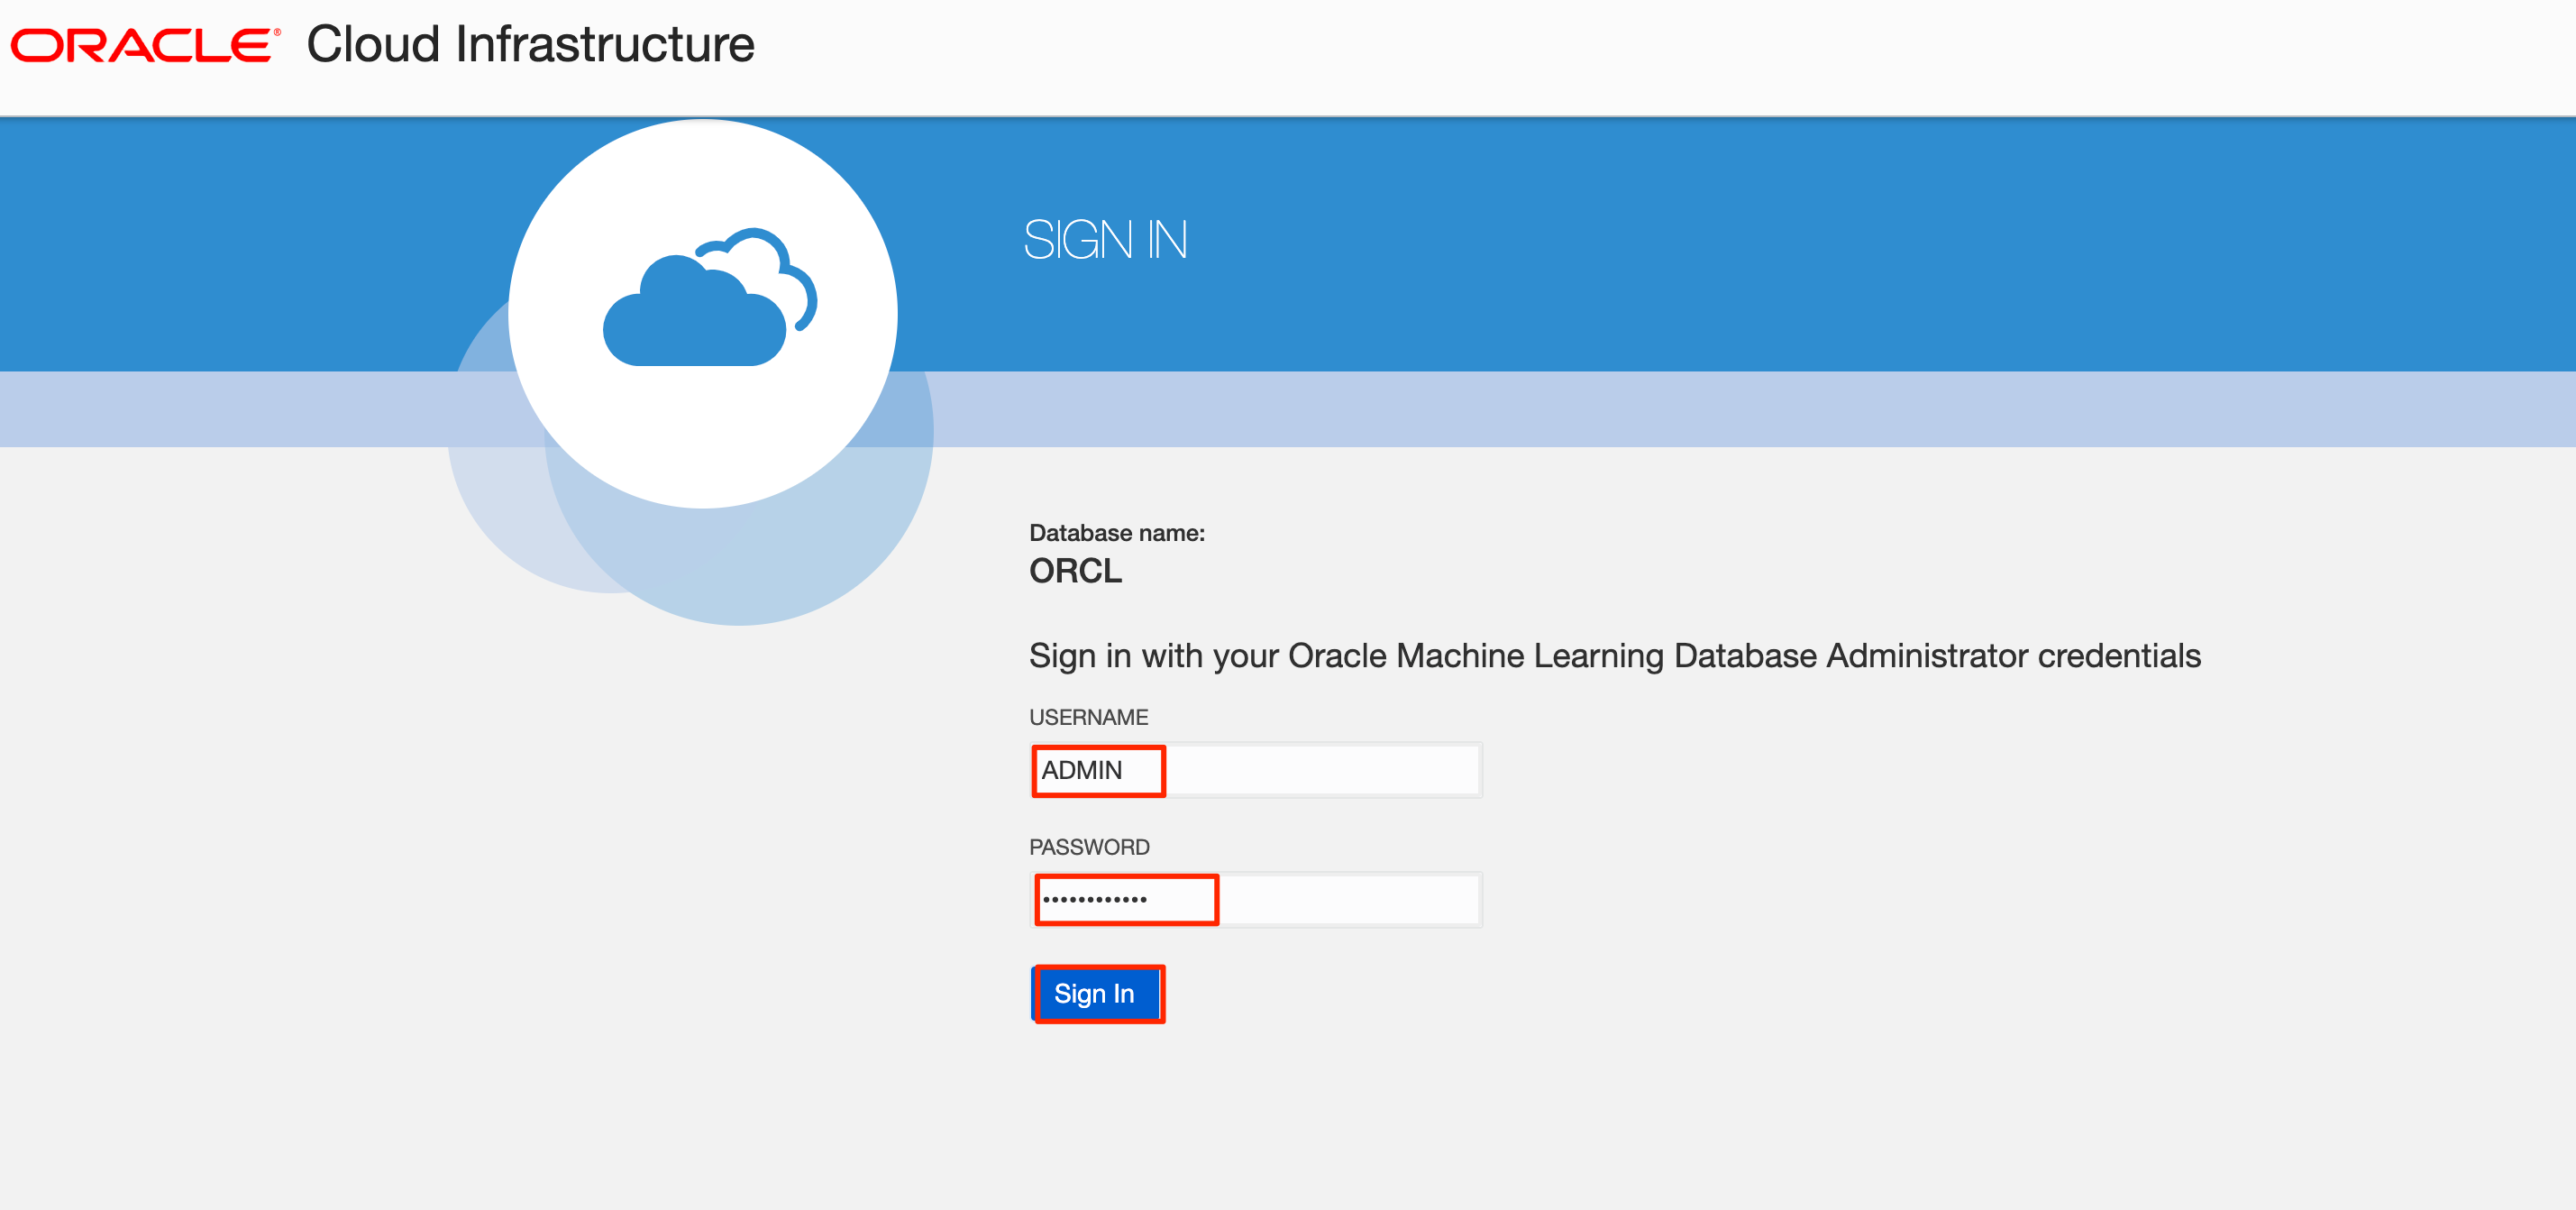 ORACLE® Cloud Infrastructure
SIGN IN
Database name:
ORCL
Sign in with your Oracle Machine Learning Database Administrator credentials
USERNAME
ADMIN
PASSWORD
••••••••••••
Sign In